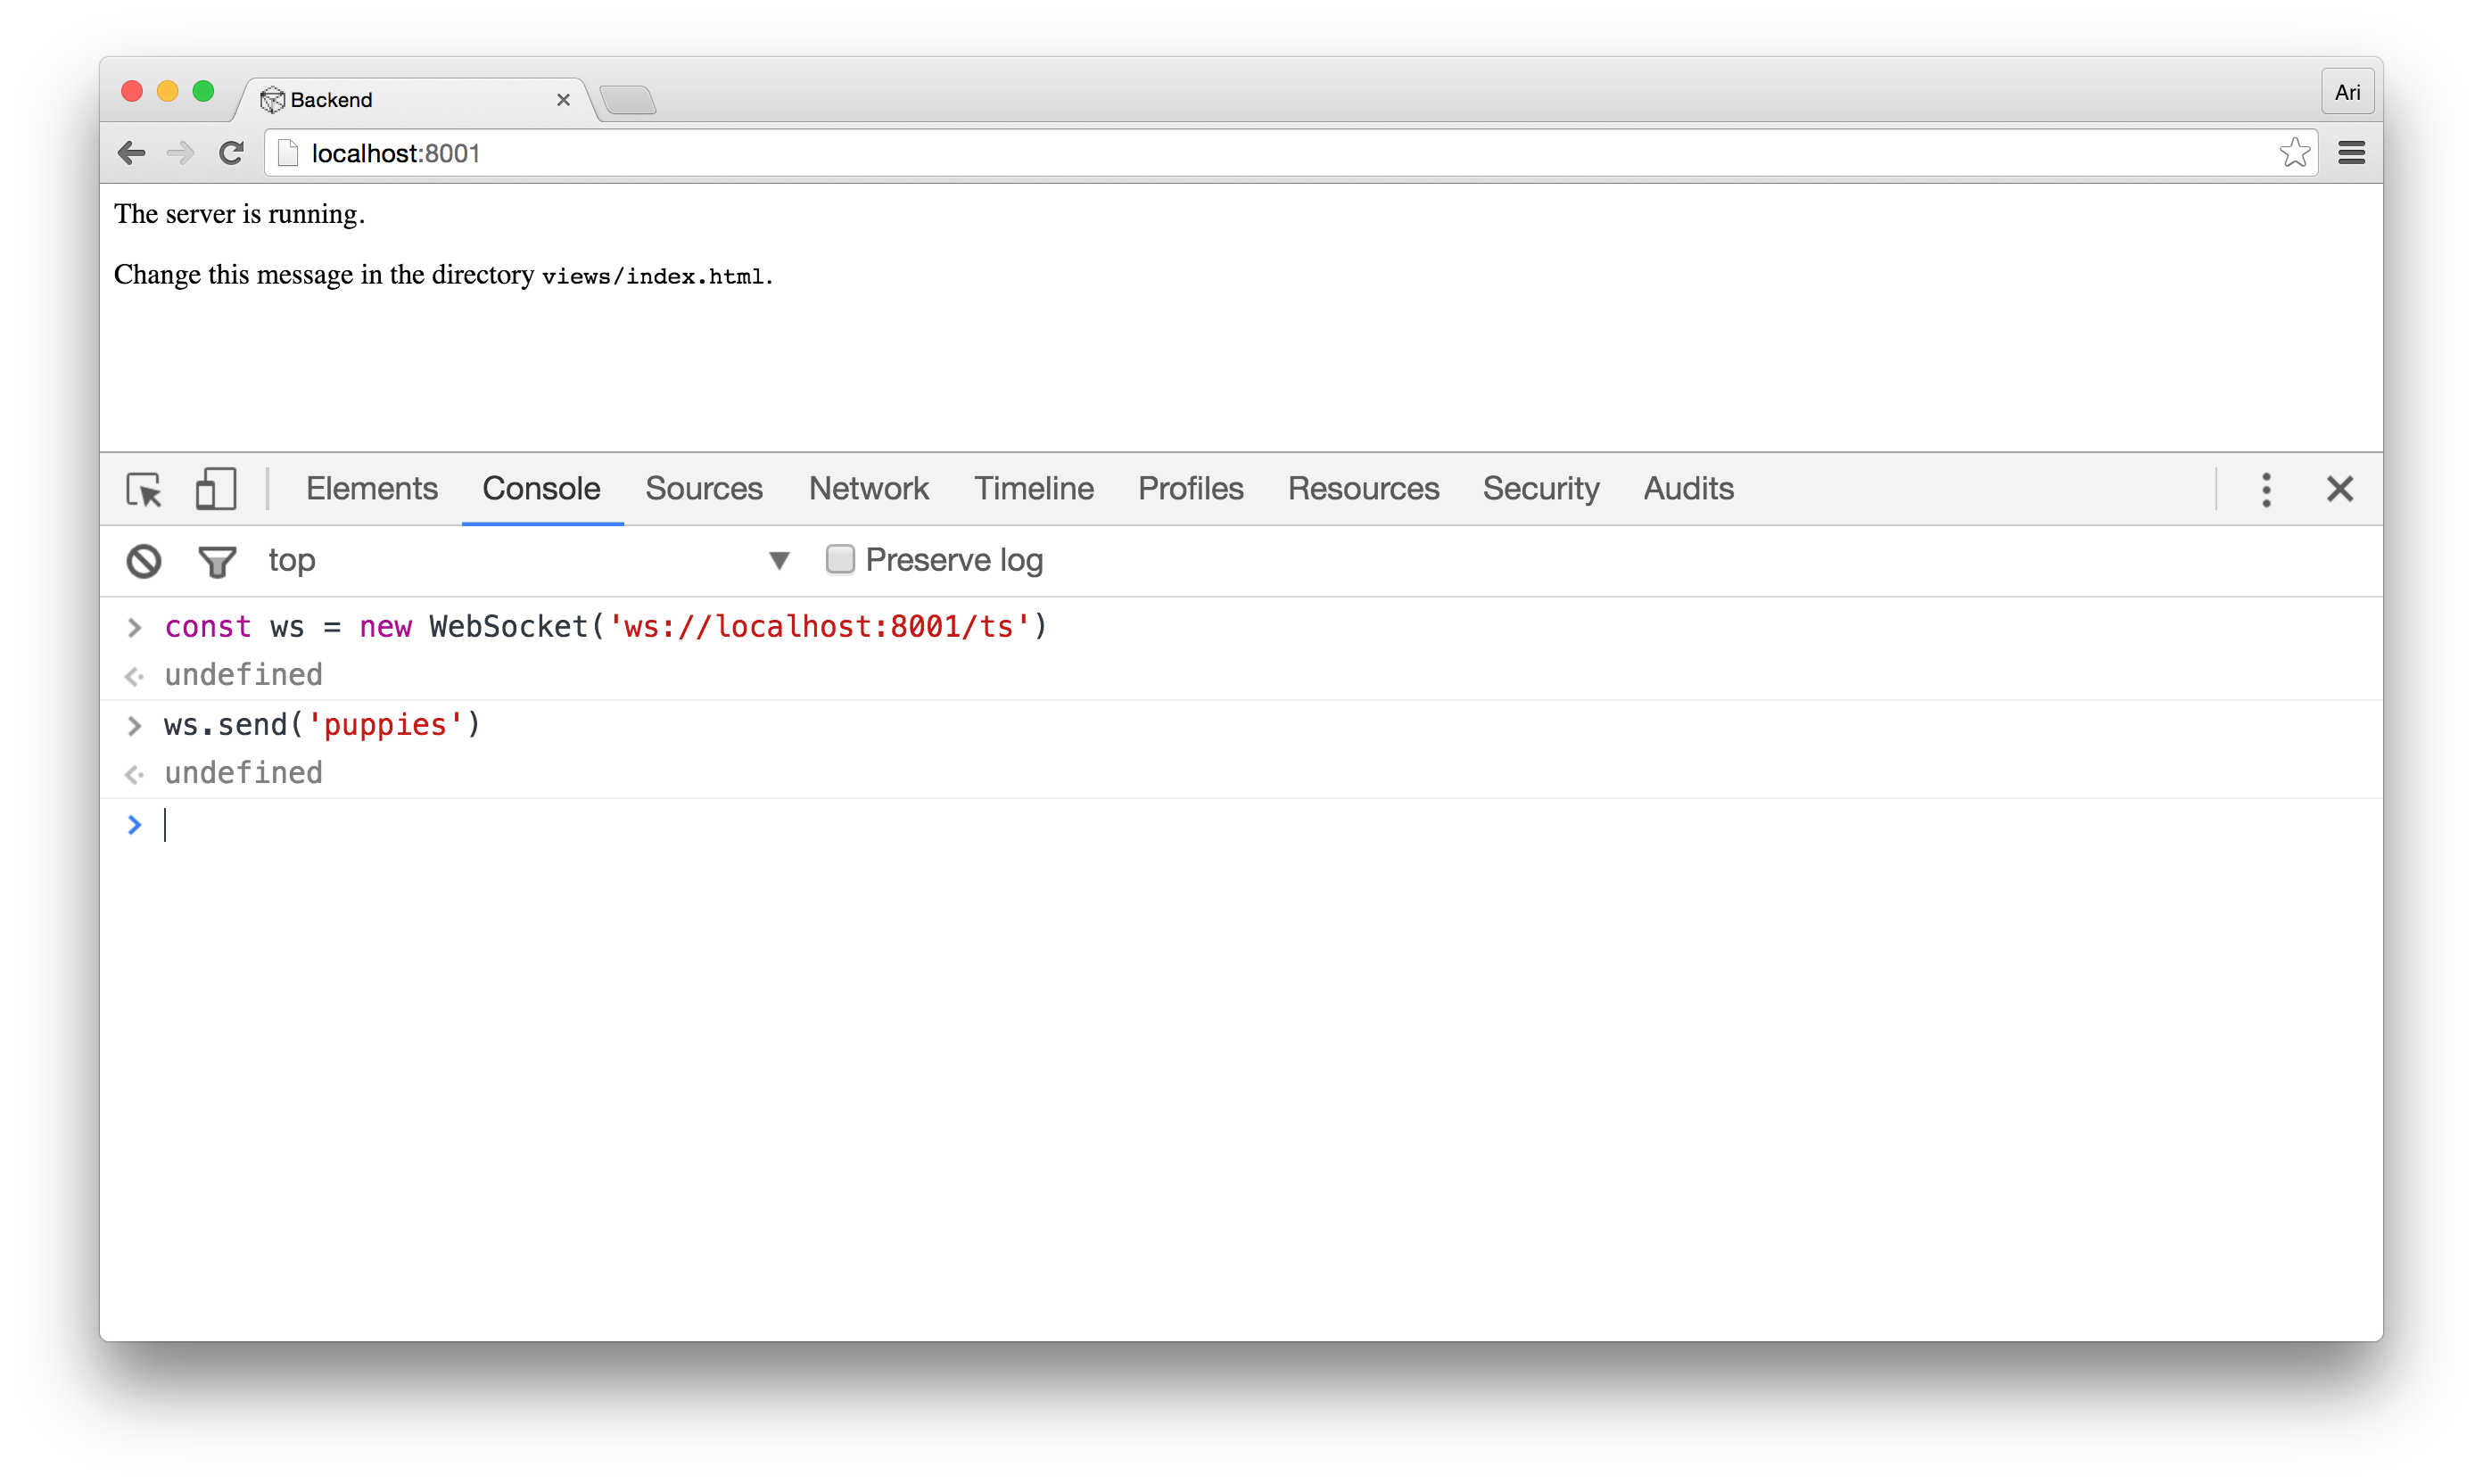 Backend
Ari
localhost:8001
The server is running.
Change this message in the directory views/index.html.
Elements Console Sources Network Timeline Profiles Resources Security Audits
top Preserve log
const ws = new WebSocket('ws://localhost:8001/ts')
undefined
ws.send('puppies')
undefined